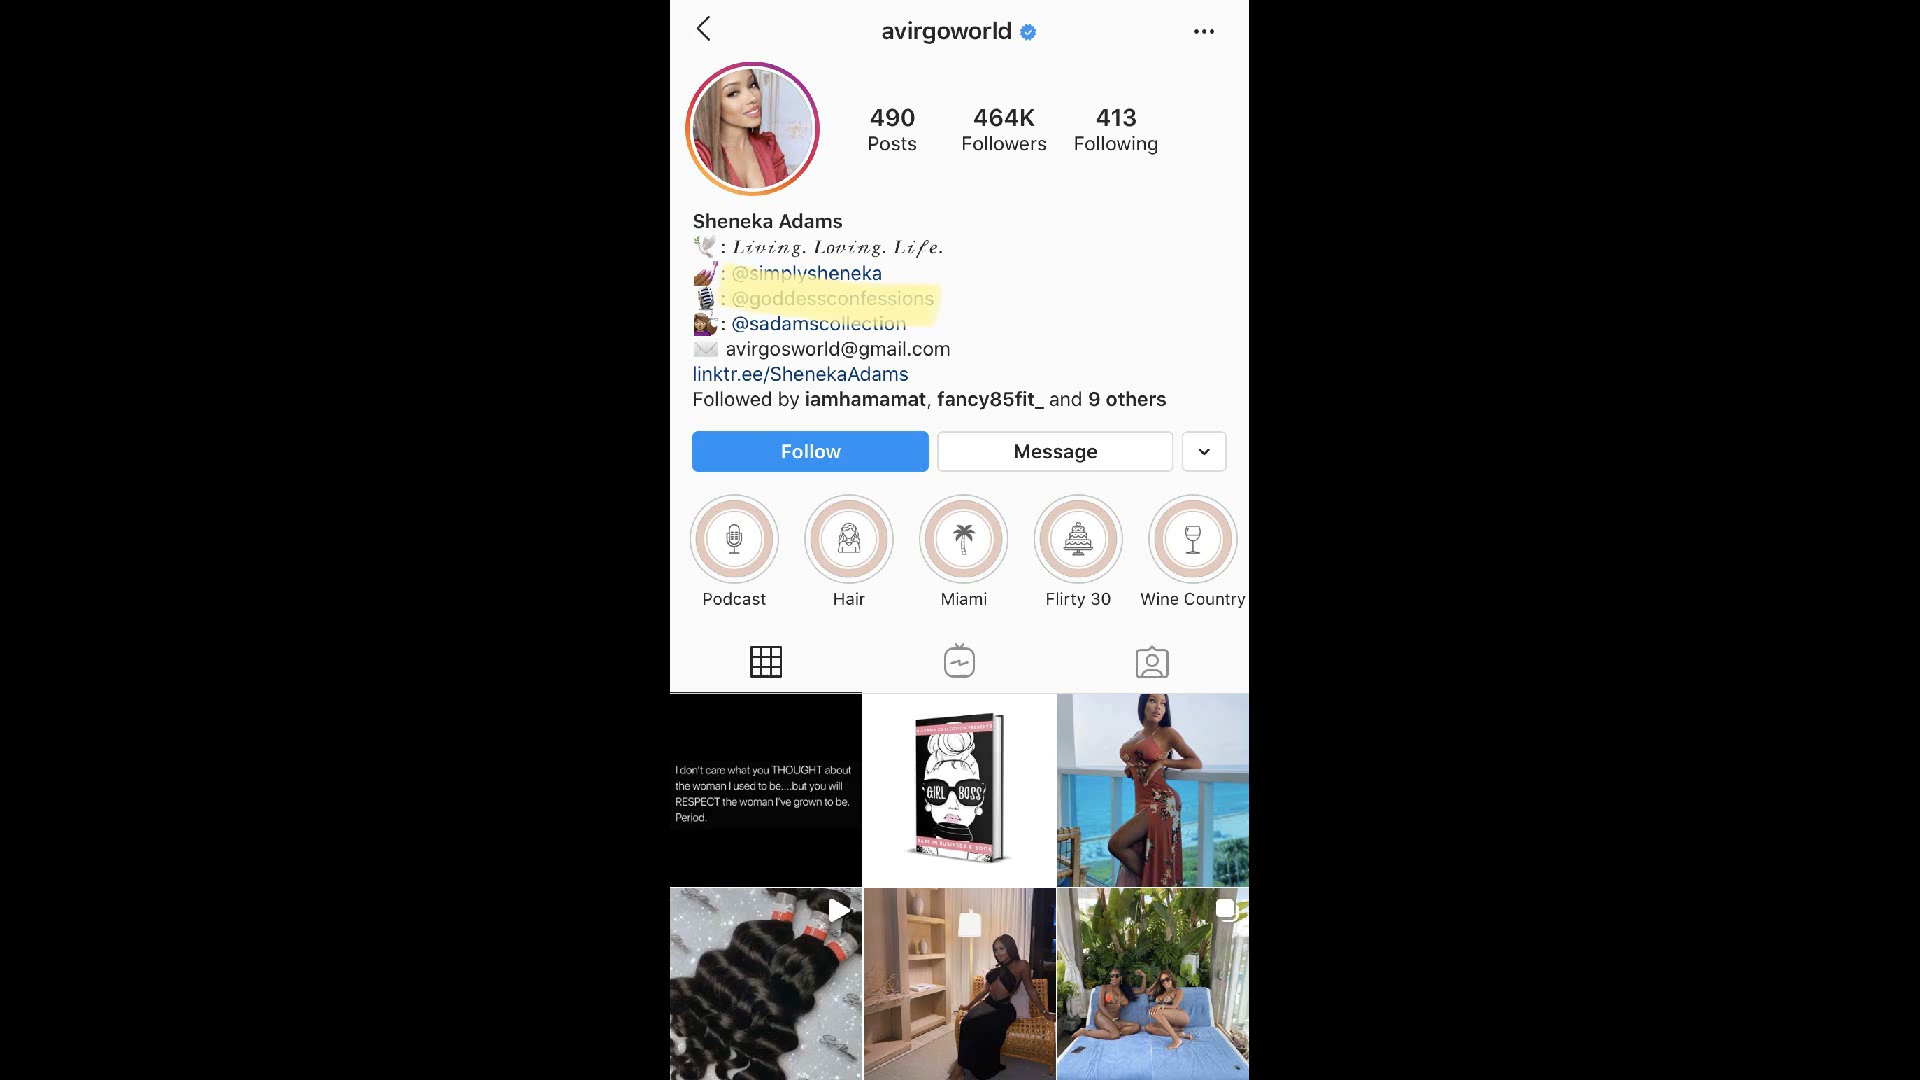 avirgoworld
490
Posts
464K
Followers
413
Following
Sheneka Adams
: Living. Loving. Life.
: @simplysheneka
: @goddessconfessions
: @sadamscollection
avirgosworld@gmail.com
linktr.ee/ShenekaAdams
Followed by iamhamamat, fancy85fit_ and 9 others
Follow
Message
Podcast
Hair
Miami
Flirty 30
Wine Country
I don't care what you THOUGHT about
the woman I used to be....but you will
RESPECT the woman I've grown to be.
Period.
GIRL BOSS